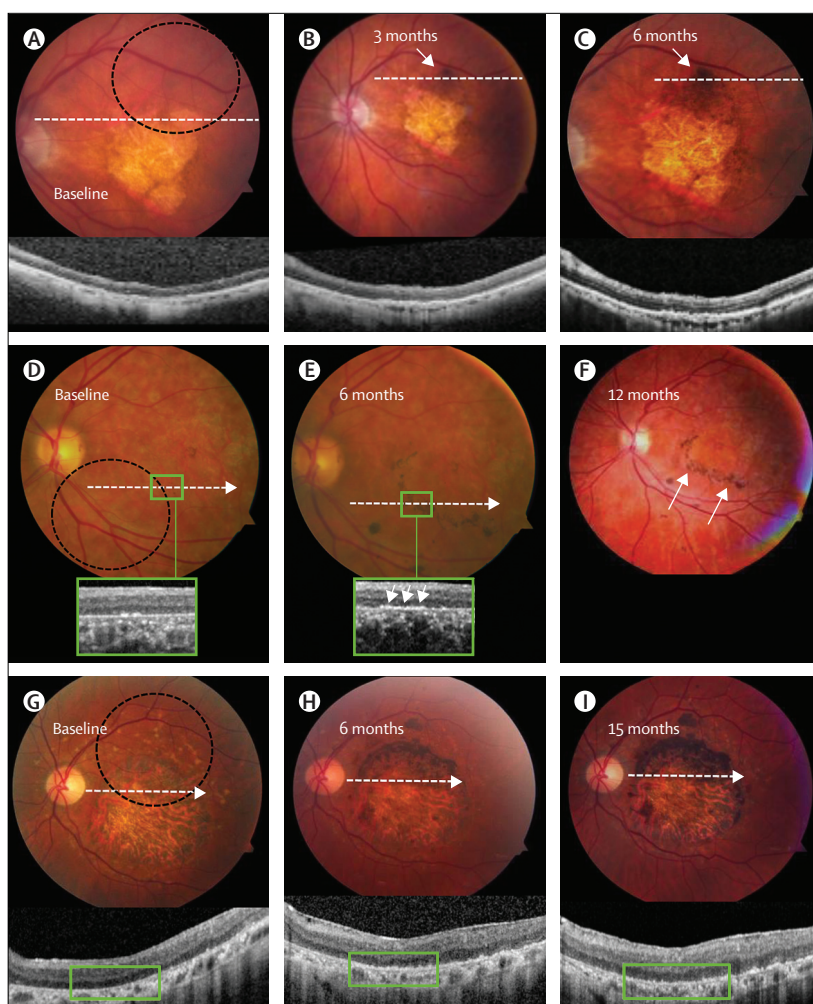 A
Baseline
B
3 months
C
6 months
D
Baseline
E
6 months
F
12 months
G
Baseline
H
6 months
I
15 months